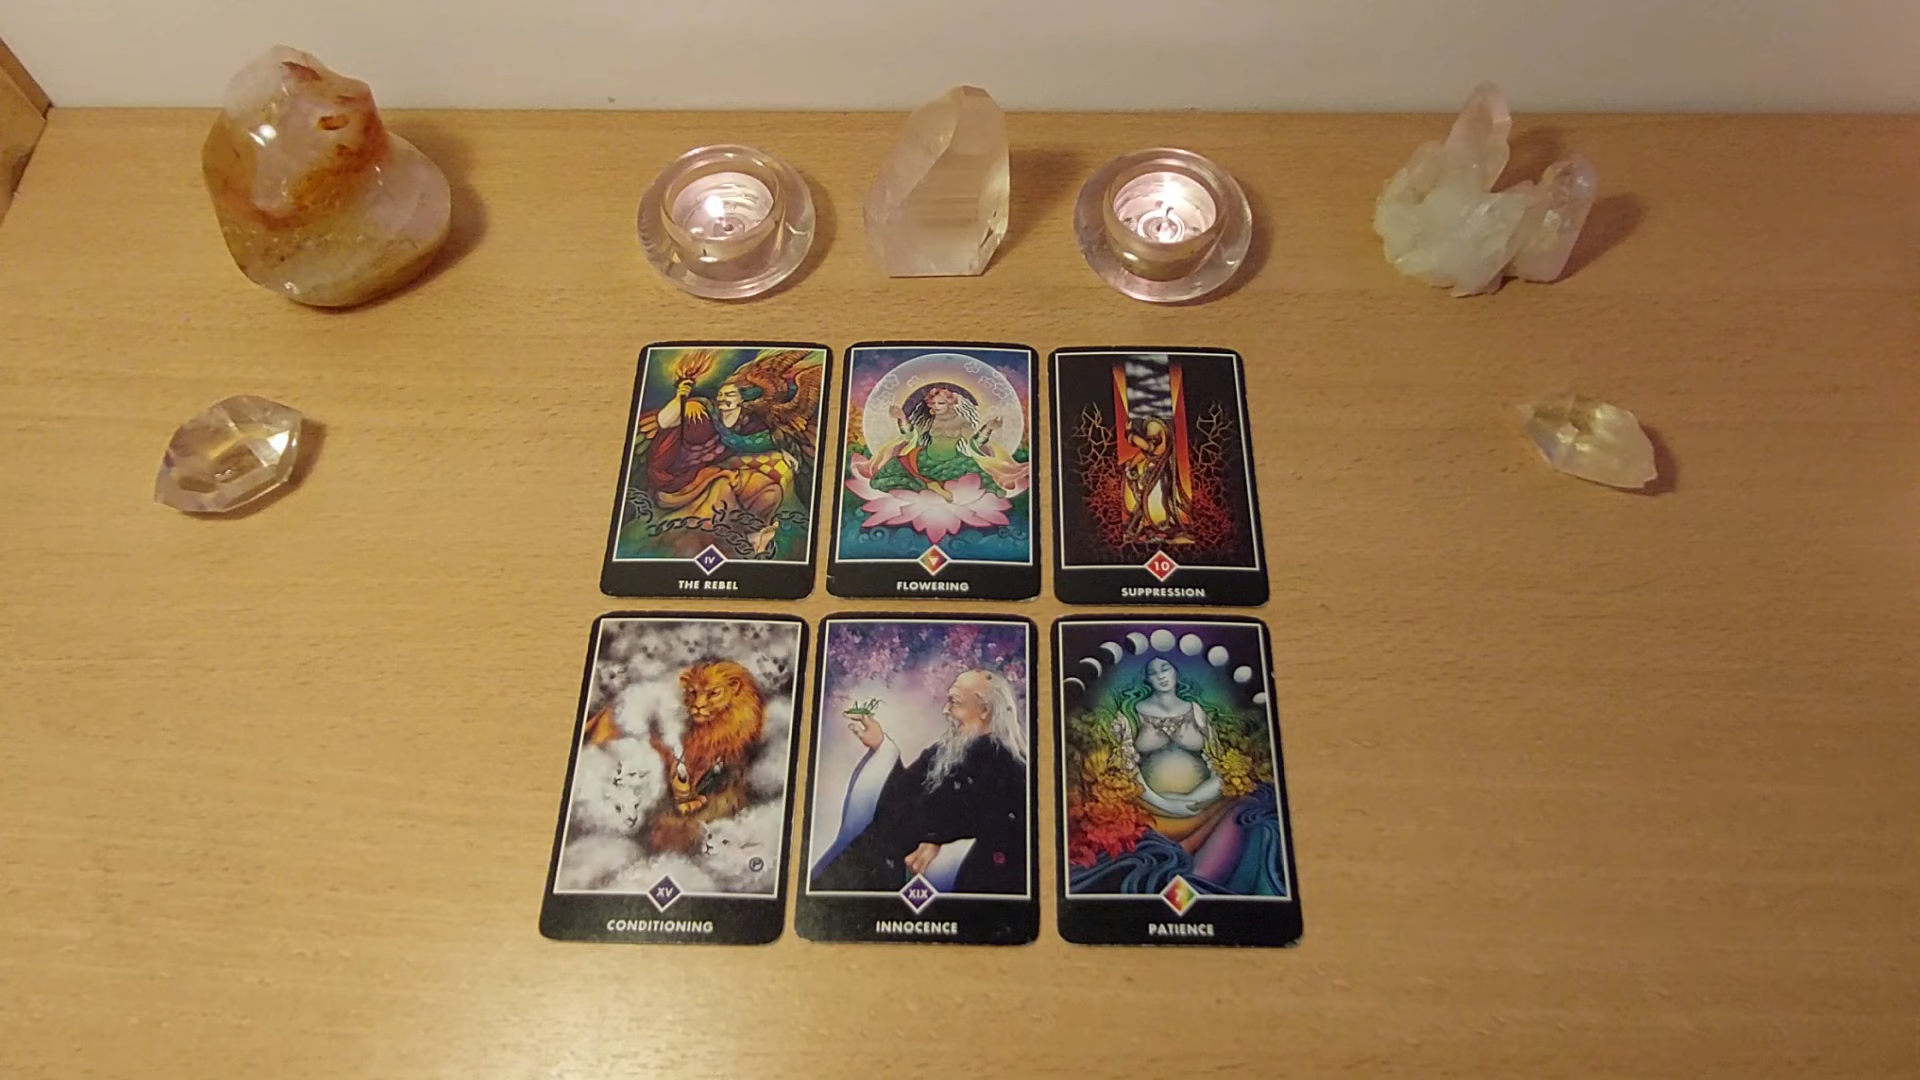 IV
THE REBEL
FLOWERING
10
SUPPRESSION
XV
CONDITIONING
XIX
INNOCENCE
PATIENCE